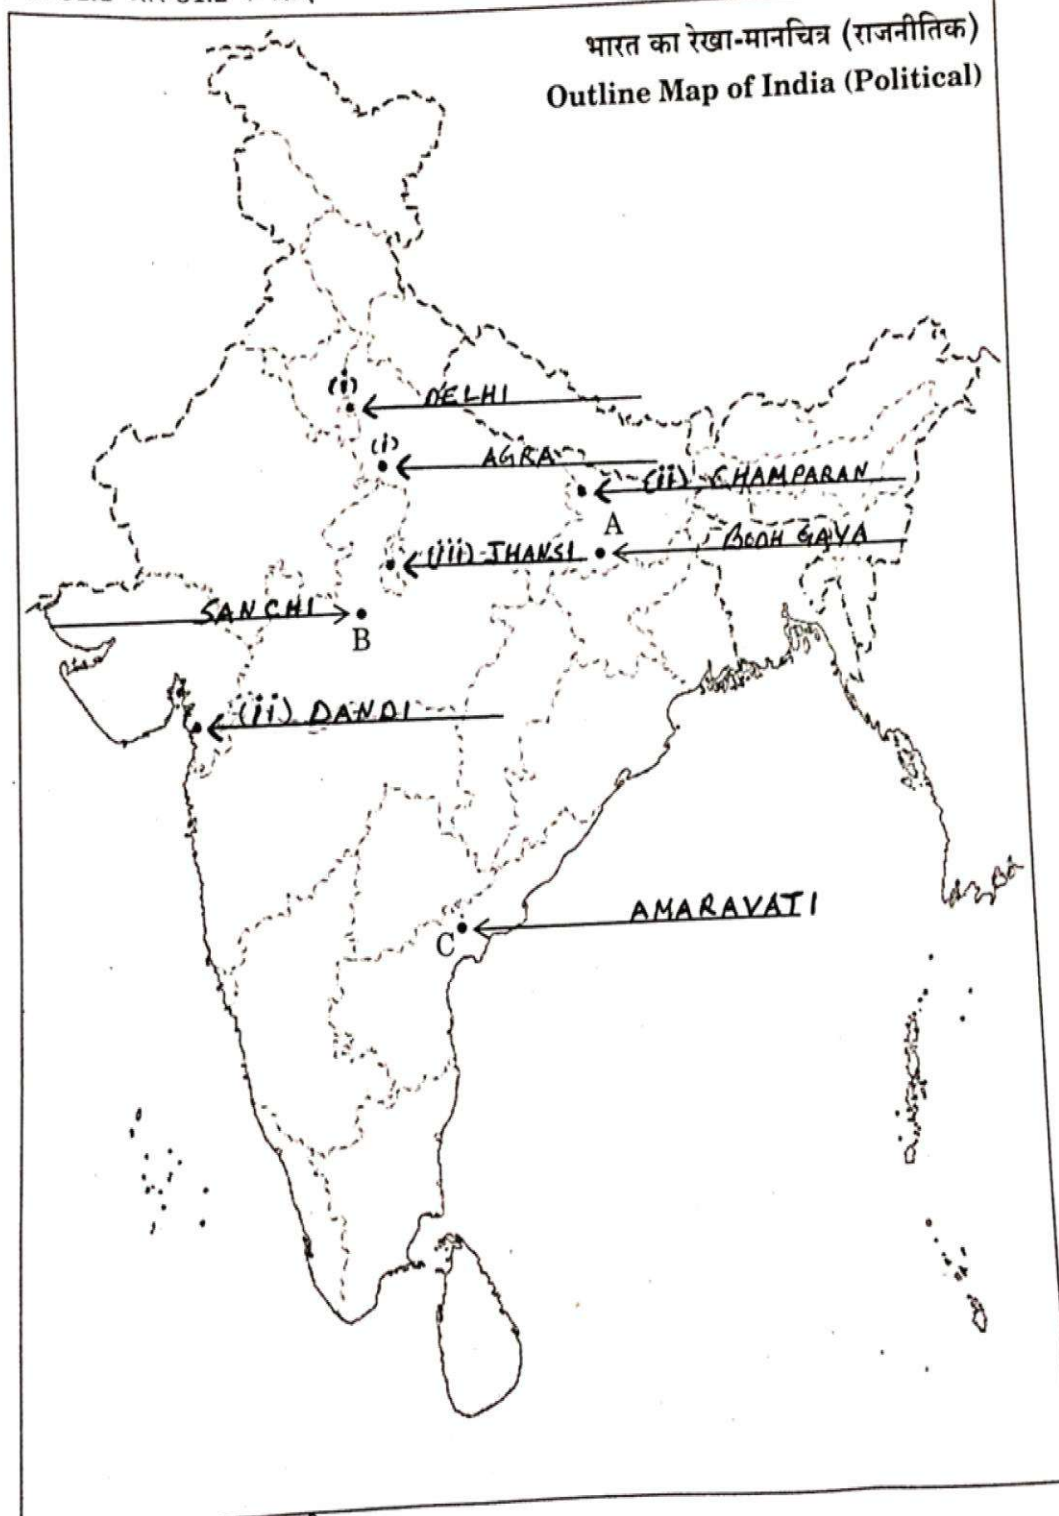 भारत का रेखा-मानचित्र (राजनीतिक)
Outline Map of India (Political)
(i)
DELHI
(i)
AGRA
(ii) CHAMPARAN
A
BODH GAYA
(iii) JHANSI
SANCHI
B
(ii) DANDI
AMARAVATI
C